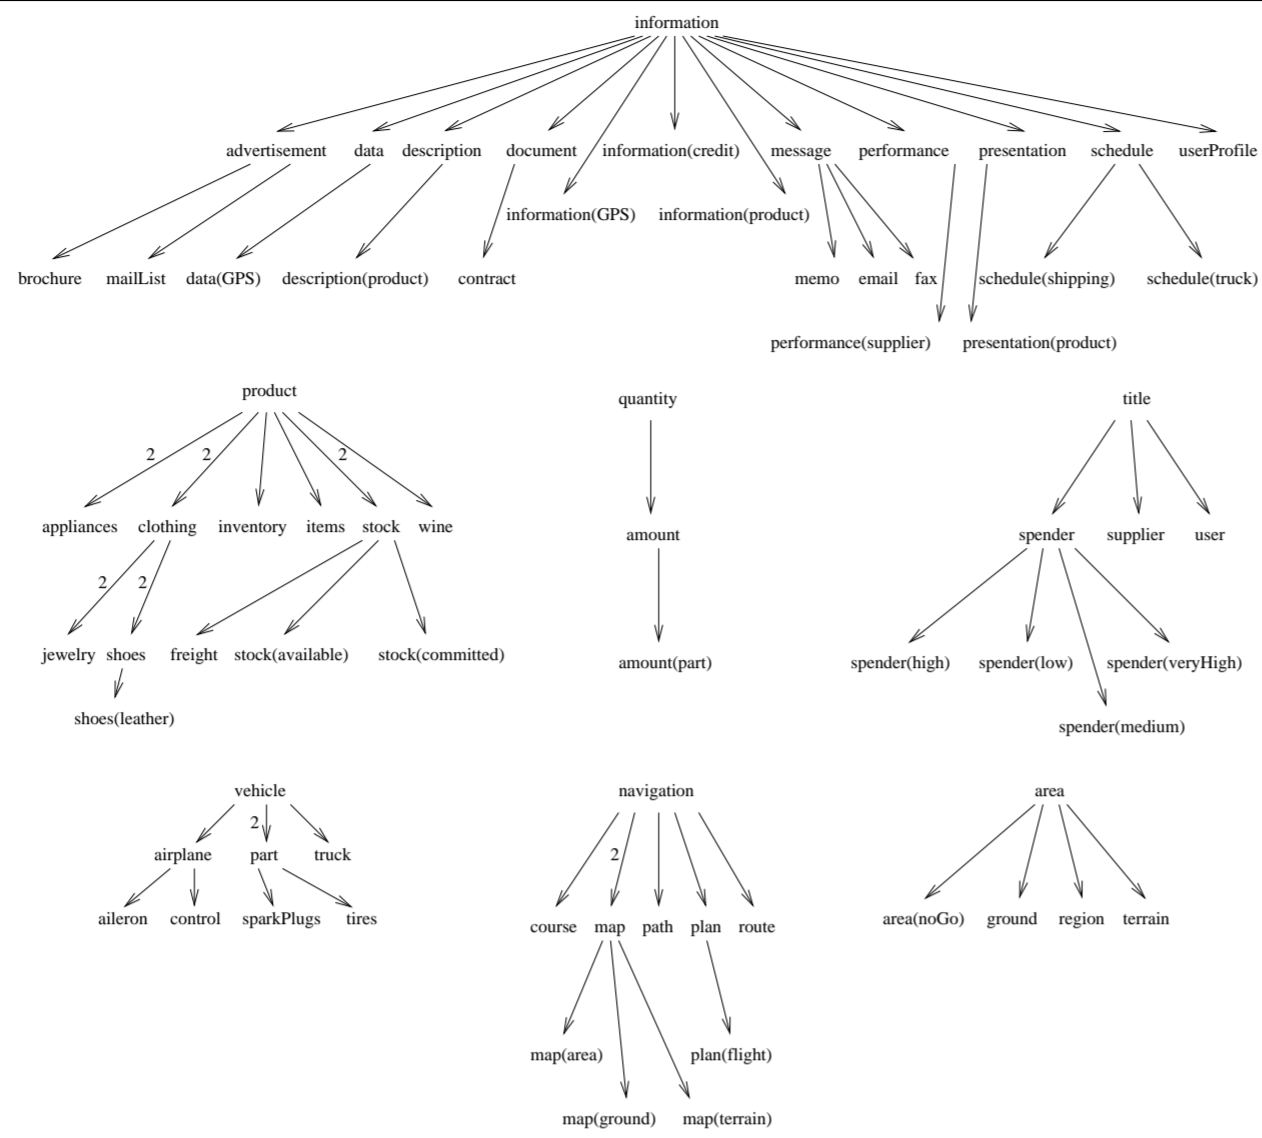 information
advertisement data description document information(credit) message performance presentation schedule userProfile
information(GPS) information(product)
brochure mailList data(GPS) description(product) contract memo email fax schedule(shipping) schedule(truck)
performance(supplier) presentation(product)
product quantity title
2 2 2
appliances clothing inventory items stock wine amount spender supplier user
2 2
jewelry shoes freight stock(available) stock(committed) amount(part) spender(high) spender(low) spender(veryHigh)
shoes(leather) spender(medium)
vehicle navigation area
2
airplane part truck 2
aileron control sparkPlugs tires course map path plan route area(noGo) ground region terrain
map(area) plan(flight)
map(ground) map(terrain)